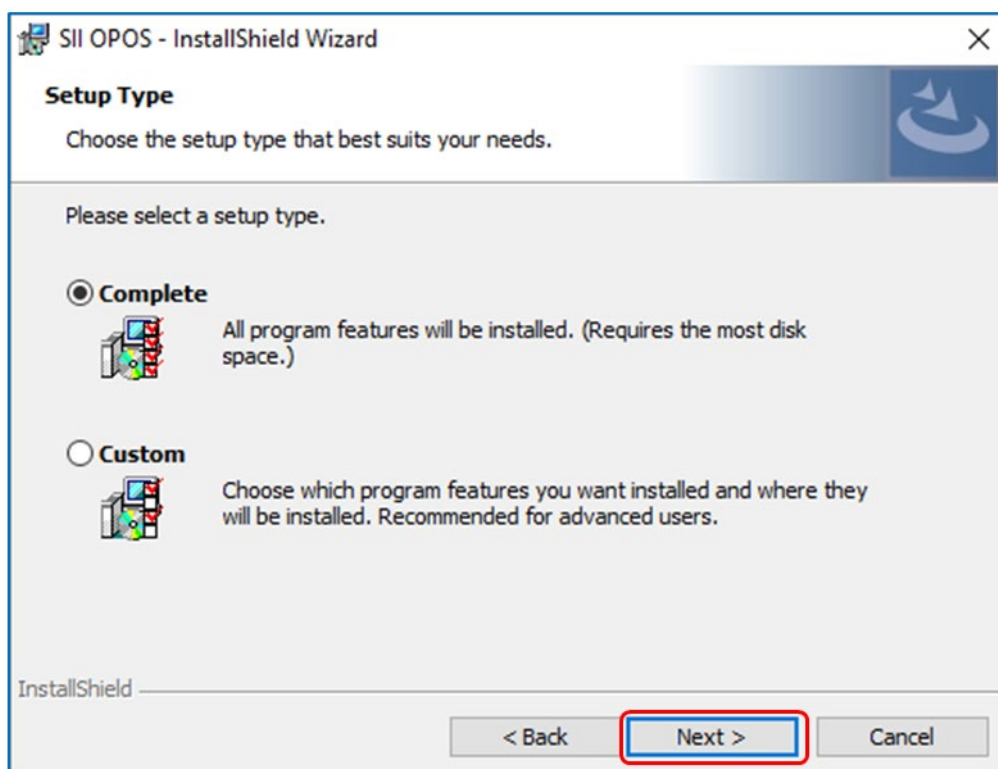 SII OPOS - InstallShield Wizard
Setup Type
Choose the setup type that best suits your needs.
Please select a setup type.
Complete
All program features will be installed. (Requires the most disk
space.)
Custom
Choose which program features you want installed and where they
will be installed. Recommended for advanced users.
InstallShield
< Back
Next >
Cancel